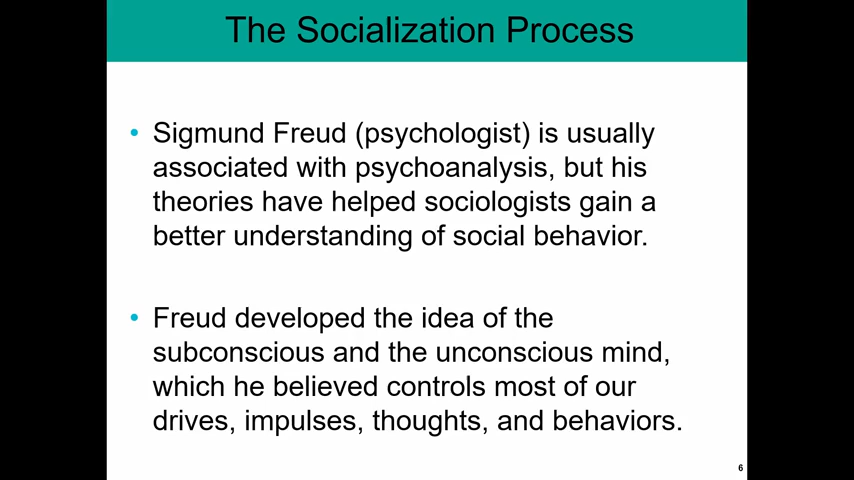 The Socialization Process
• Sigmund Freud (psychologist) is usually
associated with psychoanalysis, but his
theories have helped sociologists gain a
better understanding of social behavior.
• Freud developed the idea of the
subconscious and the unconscious mind,
which he believed controls most of our
drives, impulses, thoughts, and behaviors.
6